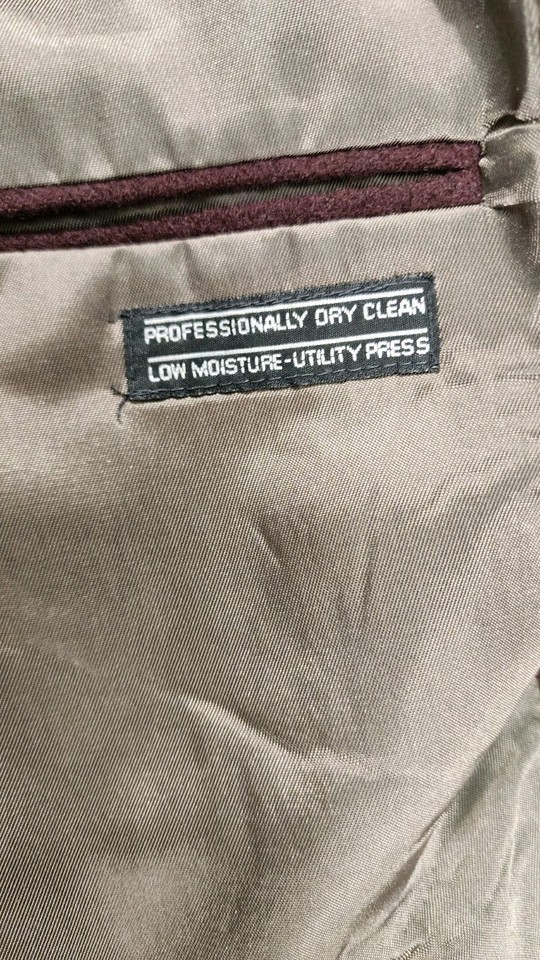 PROFESSIONALLY DRY CLEAN
LOW MOISTURE-UTILITY PRESS